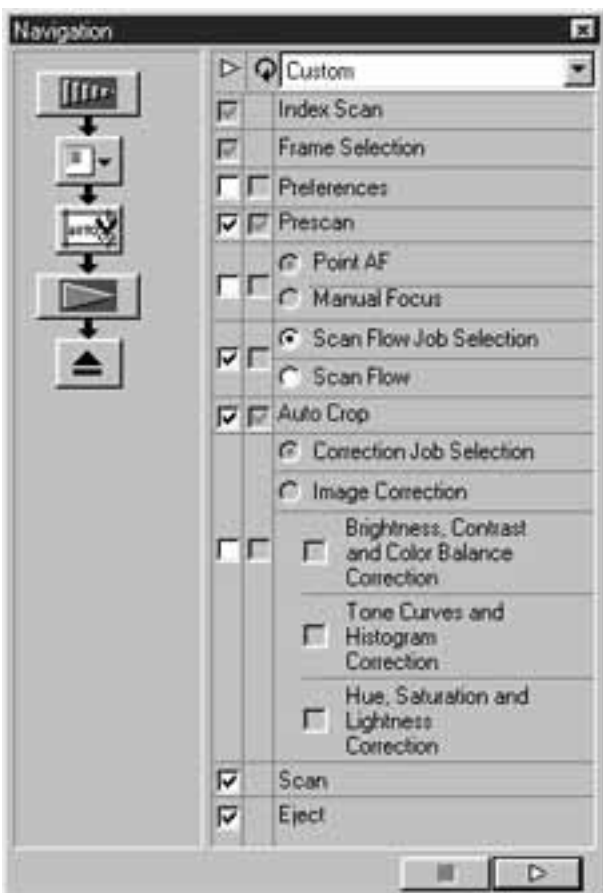 Navigation
Custom
Index Scan
Frame Selection
Preferences
Prescan
Point AF
Manual Focus
Scan Flow Job Selection
Scan Flow
Auto Crop
Correction Job Selection
Image Correction
Brightness, Contrast
and Color Balance
Correction
Tone Curves and
Histogram
Correction
Hue, Saturation and
Lightness
Correction
Scan
Eject